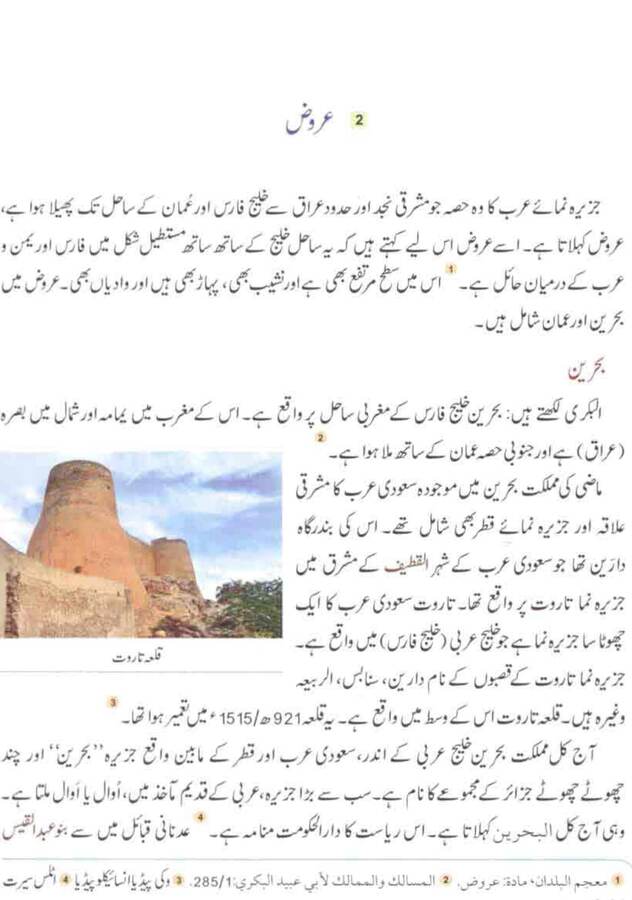 2 عروض
جزیرہ نمائے عرب کا وہ حصہ جو مشرقی نجد اور حدود عراق سے خلیج فارس اور عُمان کے ساحل تک پھیلا ہوا ہے،
عروض کہلاتا ہے۔ اسے عروض اس لیے کہتے ہیں کہ یہ ساحل خلیج کے ساتھ ساتھ مستطیل شکل میں فارس اور یمن و
عرب کے درمیان حائل ہے۔ 1 اس میں سطح مرتفع بھی ہے اور نشیب بھی، پہاڑ بھی ہیں اور وادیاں بھی۔ عروض میں
بحرین اور عمان شامل ہیں۔
بحرین
البکری لکھتے ہیں: بحرین خلیج فارس کے مغربی ساحل پر واقع ہے۔ اس کے مغرب میں یمامہ اور شمال میں بصرہ
(عراق) ہے اور جنوبی حصہ عمان کے ساتھ ملا ہوا ہے۔ 2
ماضی کی مملکت بحرین میں موجودہ سعودی عرب کا مشرقی
علاقہ اور جزیرہ نمائے قطر بھی شامل تھے۔ اس کی بندرگاہ
دارَین تھا جو سعودی عرب کے شہر القطیف کے مشرق میں
جزیرہ نما تاروت پر واقع تھا۔ تاروت سعودی عرب کا ایک
چھوٹا سا جزیرہ نما ہے جو خلیج عربی (خلیج فارس) میں واقع ہے۔
جزیرہ نما تاروت کے قصبوں کے نام دارین، سنابس، الربیعہ
وغیرہ ہیں۔ قلعہ تاروت اس کے وسط میں واقع ہے۔ یہ قلعہ 921ھ/1515ء میں تعمیر ہوا تھا۔ 3
قلعہ تاروت
آج کل مملکت بحرین خلیج عربی کے اندر، سعودی عرب اور قطر کے مابین واقع جزیرہ ”بحرین“ اور چند
چھوٹے چھوٹے جزائر کے مجموعے کا نام ہے۔ سب سے بڑا جزیرہ، عربی کے قدیم مآخذ میں، اُوال یا اَوال ملتا ہے۔
وہی آج کل البحرین کہلاتا ہے۔ اس ریاست کا دارالحکومت منامہ ہے۔ 4 عدنانی قبائل میں سے بنو عبدالقیس
1 معجم البلدان، مادة: عروض. 2 المسالك والممالك لأبي عبيد البكري: 285/1. 3 وکی پیڈیا انسائیکلوپیڈیا 4 اٹلس سیرت